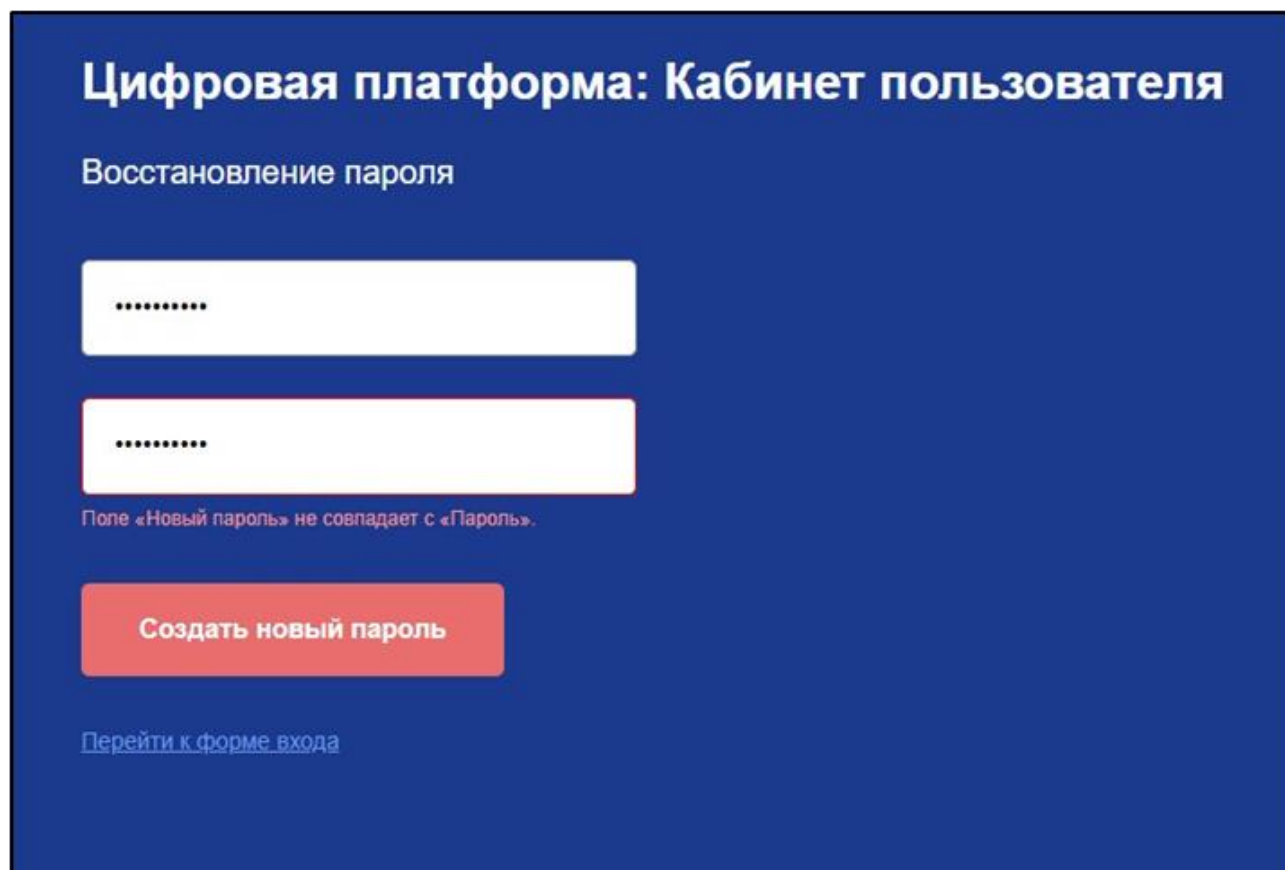 Цифровая платформа: Кабинет пользователя
Восстановление пароля
••••••••••
••••••••••
Поле «Новый пароль» не совпадает с «Пароль».
Создать новый пароль
Перейти к форме входа